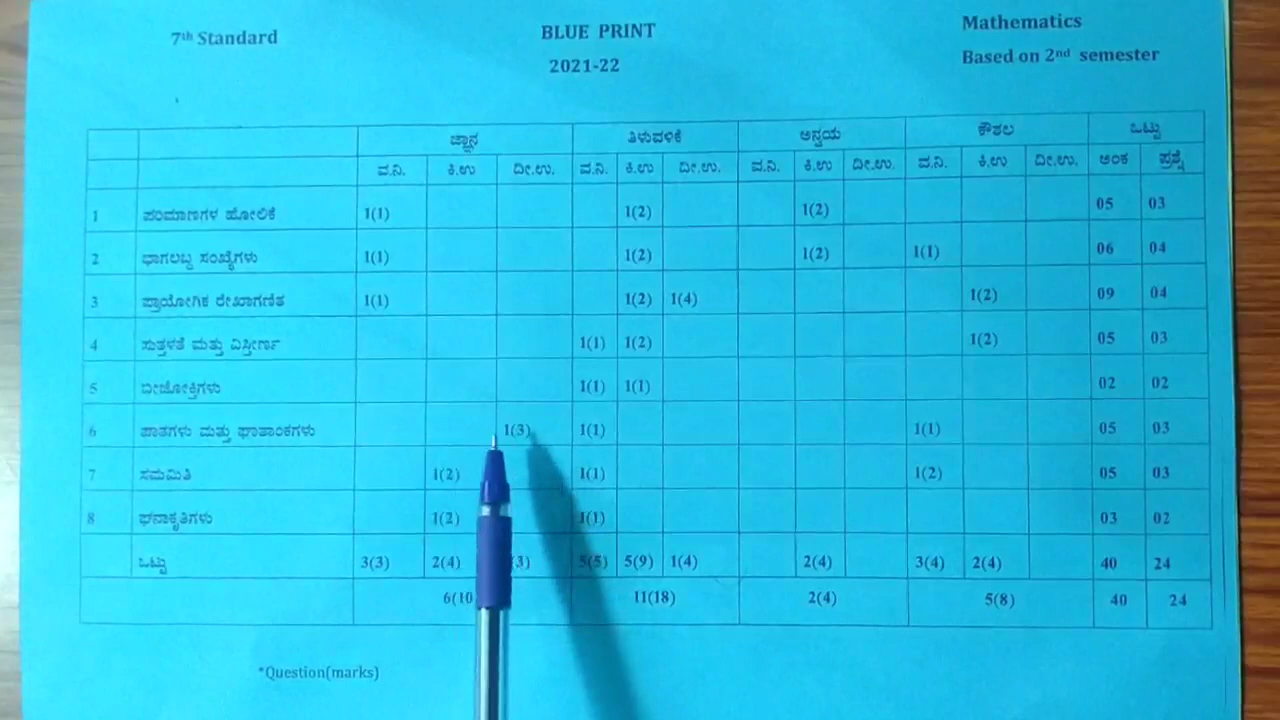 7th Standard BLUE PRINT Mathematics
2021-22 Based on 2nd semester
ಜ್ಞಾನ ತಿಳುವಳಿಕೆ ಅನ್ವಯ ಕೌಶಲ ಒಟ್ಟು
ವ.ನಿ. ಕಿ.ಉ ದೀ.ಉ. ವ.ನಿ. ಕಿ.ಉ ದೀ.ಉ. ವ.ನಿ. ಕಿ.ಉ ದೀ.ಉ. ವ.ನಿ. ಕಿ.ಉ ದೀ.ಉ. ಅಂಕ ಪ್ರಶ್ನೆ
1 ಪರಿಮಾಣಗಳ ಹೋಲಿಕೆ 1(1) 1(2) 1(2) 05 03
2 ಭಾಗಲಬ್ಧ ಸಂಖ್ಯೆಗಳು 1(1) 1(2) 1(2) 1(1) 06 04
3 ಪ್ರಾಯೋಗಿಕ ರೇಖಾಗಣಿತ 1(1) 1(2) 1(4) 1(2) 09 04
4 ಸುತ್ತಳತೆ ಮತ್ತು ವಿಸ್ತೀರ್ಣ 1(1) 1(2) 1(2) 05 03
5 ಬೀಜೋಕ್ತಿಗಳು 1(1) 1(1) 02 02
6 ಘಾತಗಳು ಮತ್ತು ಘಾತಾಂಕಗಳು 1(3) 1(1) 1(1) 05 03
7 ಸಮಮಿತಿ 1(2) 1(1) 1(2) 05 03
8 ಘನಾಕೃತಿಗಳು 1(2) 1(1) 03 02
ಒಟ್ಟು 3(3) 2(4) (3) 5(5) 5(9) 1(4) 2(4) 3(4) 2(4) 40 24
6(10 11(18) 2(4) 5(8) 40 24
*Question(marks)